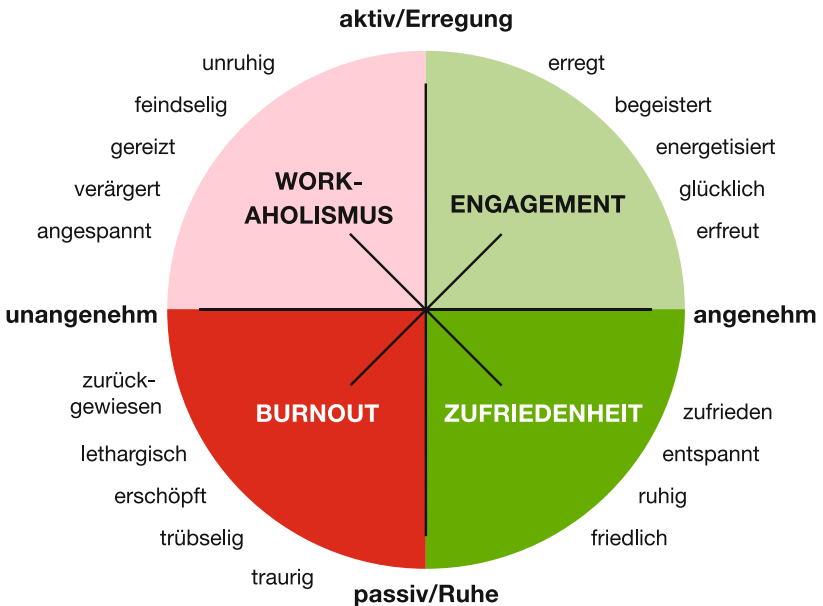 aktiv/Erregung
unruhig
feindselig
gereizt
verärgert
angespannt
erregt
begeistert
energetisiert
glücklich
erfreut
WORK-
AHOLISMUS
ENGAGEMENT
unangenehm
angenehm
zurück-
gewiesen
lethargisch
erschöpft
trübselig
traurig
BURNOUT
ZUFRIEDENHEIT
zufrieden
entspannt
ruhig
friedlich
passiv/Ruhe